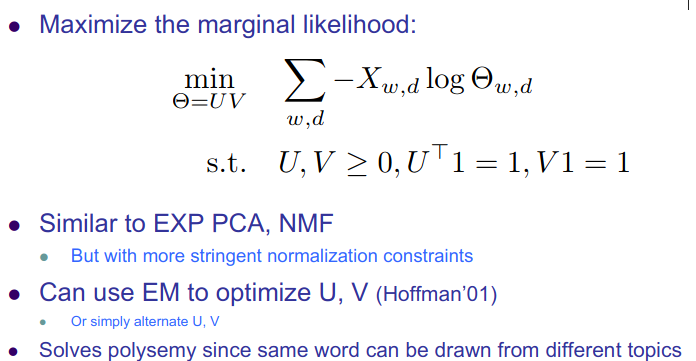 Maximize the marginal likelihood:
min Θ=UV ∑ w,d −X_{w,d} log Θ_{w,d}
s.t. U, V ≥ 0, U^⊤1 = 1, V1 = 1
Similar to EXP PCA, NMF
But with more stringent normalization constraints
Can use EM to optimize U, V (Hoffman'01)
Or simply alternate U, V
Solves polysemy since same word can be drawn from different topics